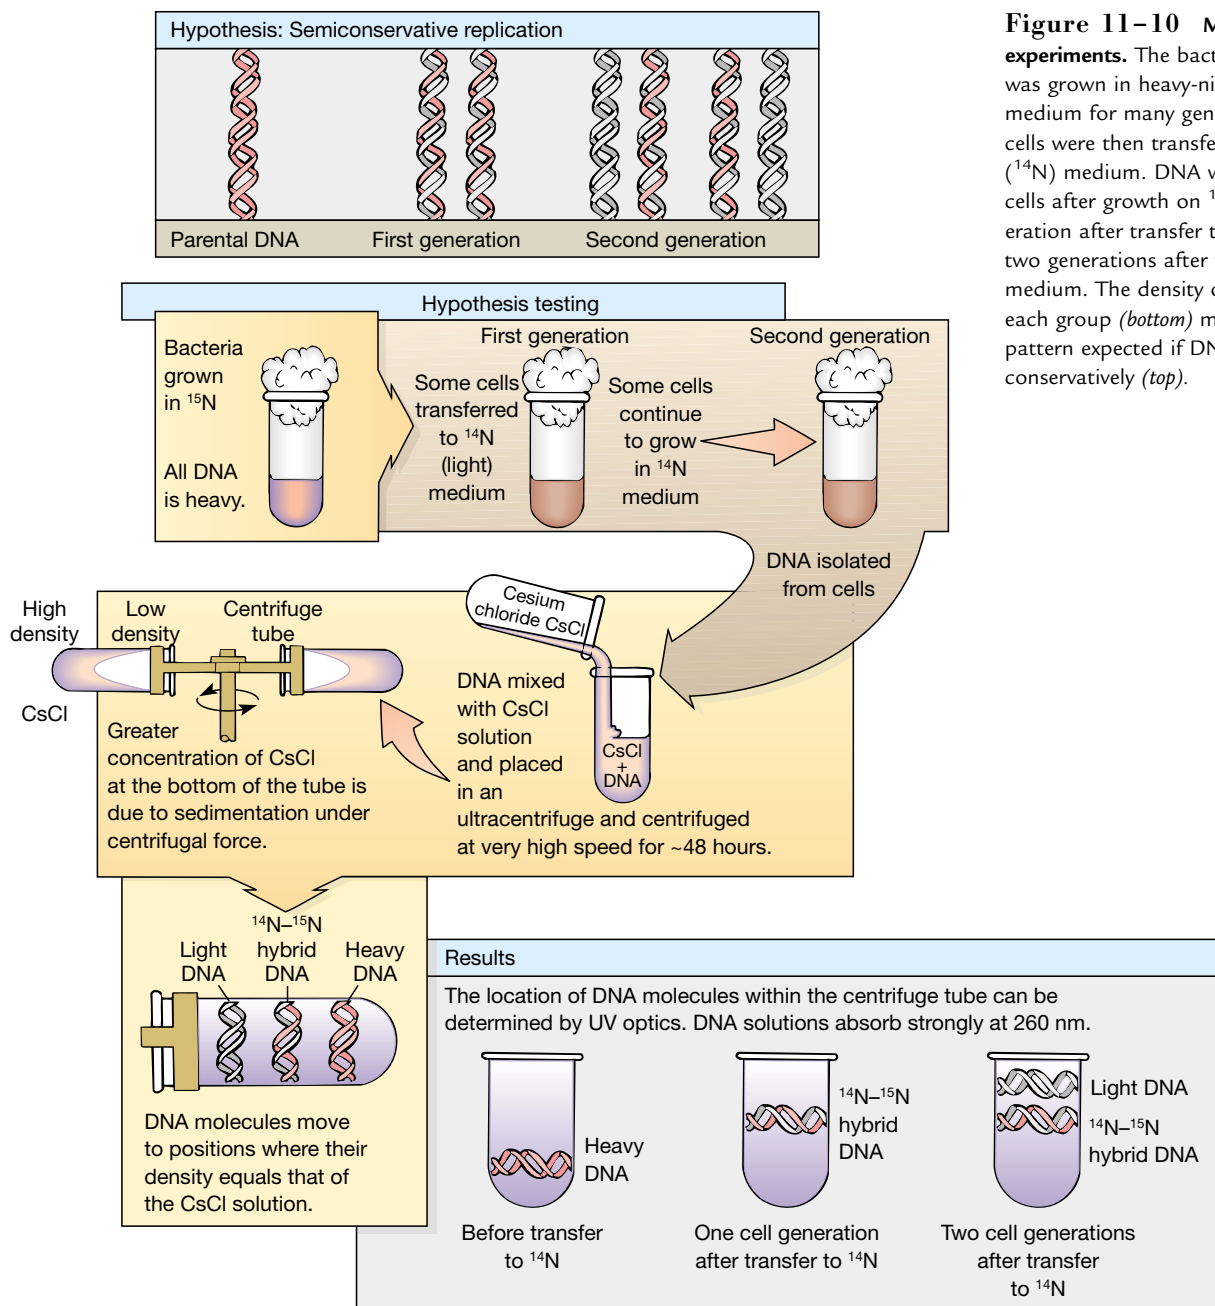 Hypothesis: Semiconservative replication
Parental DNA
First generation
Second generation
Figure 11–10
experiments. The bact
was grown in heavy-ni
medium for many gen
cells were then transfe
(¹⁴N) medium. DNA w
cells after growth on ¹
eration after transfer t
two generations after
medium. The density o
each group (bottom) m
pattern expected if DN
conservatively (top).
Hypothesis testing
Bacteria
grown
in ¹⁵N
All DNA
is heavy.
First generation
Some cells
transferred
to ¹⁴N
(light)
medium
Some cells
continue
to grow
in ¹⁴N
medium
Second generation
DNA isolated
from cells
High
density
Low
density
Centrifuge
tube
CsCl
Greater
concentration of CsCl
at the bottom of the tube is
due to sedimentation under
centrifugal force.
Cesium
chloride CsCl
CsCl
+
DNA
DNA mixed
with CsCl
solution
and placed
in an
ultracentrifuge and centrifuged
at very high speed for ~48 hours.
Light
DNA
¹⁴N–¹⁵N
hybrid
DNA
Heavy
DNA
DNA molecules move
to positions where their
density equals that of
the CsCl solution.
Results
The location of DNA molecules within the centrifuge tube can be
determined by UV optics. DNA solutions absorb strongly at 260 nm.
Heavy
DNA
Before transfer
to ¹⁴N
¹⁴N–¹⁵N
hybrid
DNA
One cell generation
after transfer to ¹⁴N
Light DNA
¹⁴N–¹⁵N
hybrid DNA
Two cell generations
after transfer
to ¹⁴N